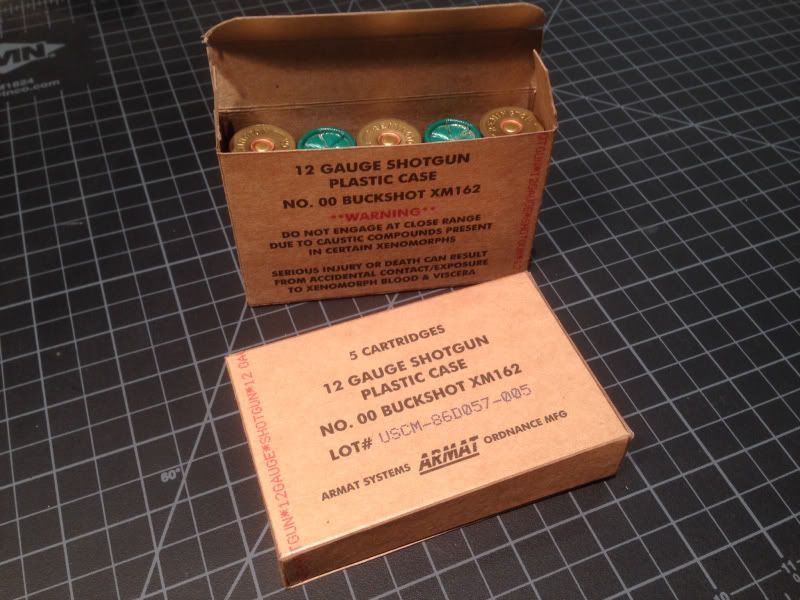 12 GAUGE SHOTGUN
PLASTIC CASE
NO. 00 BUCKSHOT XM162
**WARNING**
DO NOT ENGAGE AT CLOSE RANGE
DUE TO CAUSTIC COMPOUNDS PRESENT
IN CERTAIN XENOMORPHS
SERIOUS INJURY OR DEATH CAN RESULT
FROM ACCIDENTAL CONTACT/EXPOSURE
TO XENOMORPH BLOOD & VISCERA
5 CARTRIDGES
12 GAUGE SHOTGUN
PLASTIC CASE
NO. 00 BUCKSHOT XM162
LOT# USCM-86D057-005
ARMAT SYSTEMS ARMAT ORDNANCE MFG
GUN*12GAUGE*SHOTGUN*12 GA
60°